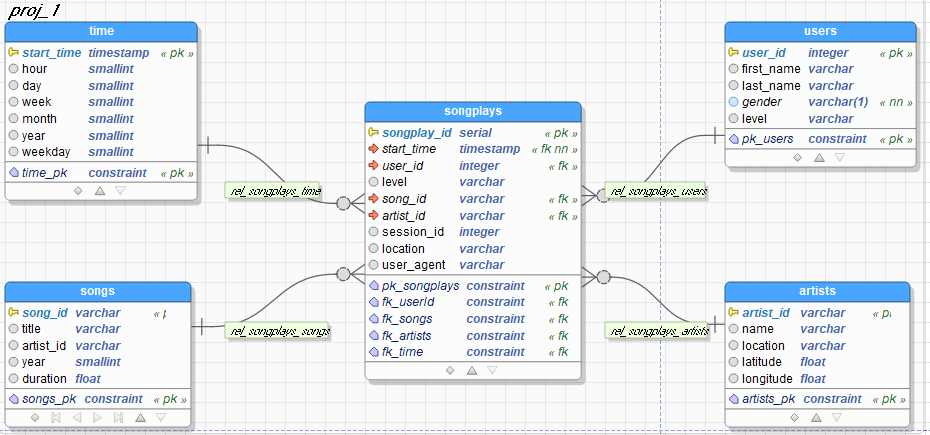 proj_1
time
start_time timestamp « pk »
hour smallint
day smallint
week smallint
month smallint
year smallint
weekday smallint
time_pk constraint « pk »
users
user_id integer « pk »
first_name varchar
last_name varchar
gender varchar(1) « nn »
level varchar
pk_users constraint « pk »
songplays
songplay_id serial « pk »
start_time timestamp « fk nn »
user_id integer « fk »
level varchar
song_id varchar « fk »
artist_id varchar « fk »
session_id integer
location varchar
user_agent varchar
pk_songplays constraint « pk
fk_userId constraint « fk
fk_songs constraint « fk
fk_artists constraint « fk
fk_time constraint « fk
rel_songplays_time
rel_songplays_users
songs
song_id varchar «
title varchar
artist_id varchar
year smallint
duration float
songs_pk constraint « pk »
rel_songplays_songs
rel_songplays_artists
artists
artist_id varchar « p
name varchar
location varchar
latitude float
longitude float
artists_pk constraint « pk »